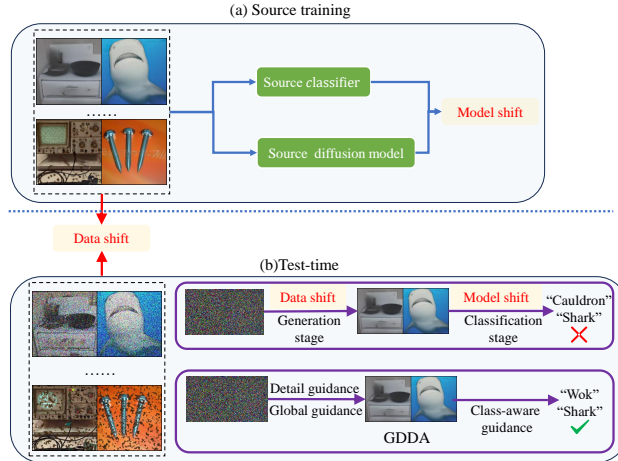 (a) Source training
Source classifier
Source diffusion model
Model shift
......
Data shift
(b)Test-time
......
Data shift
Generation
stage
Model shift
Classification
stage
“Cauldron”
“Shark”
Detail guidance
Global guidance
GDDA
Class-aware
guidance
“Wok”
“Shark”